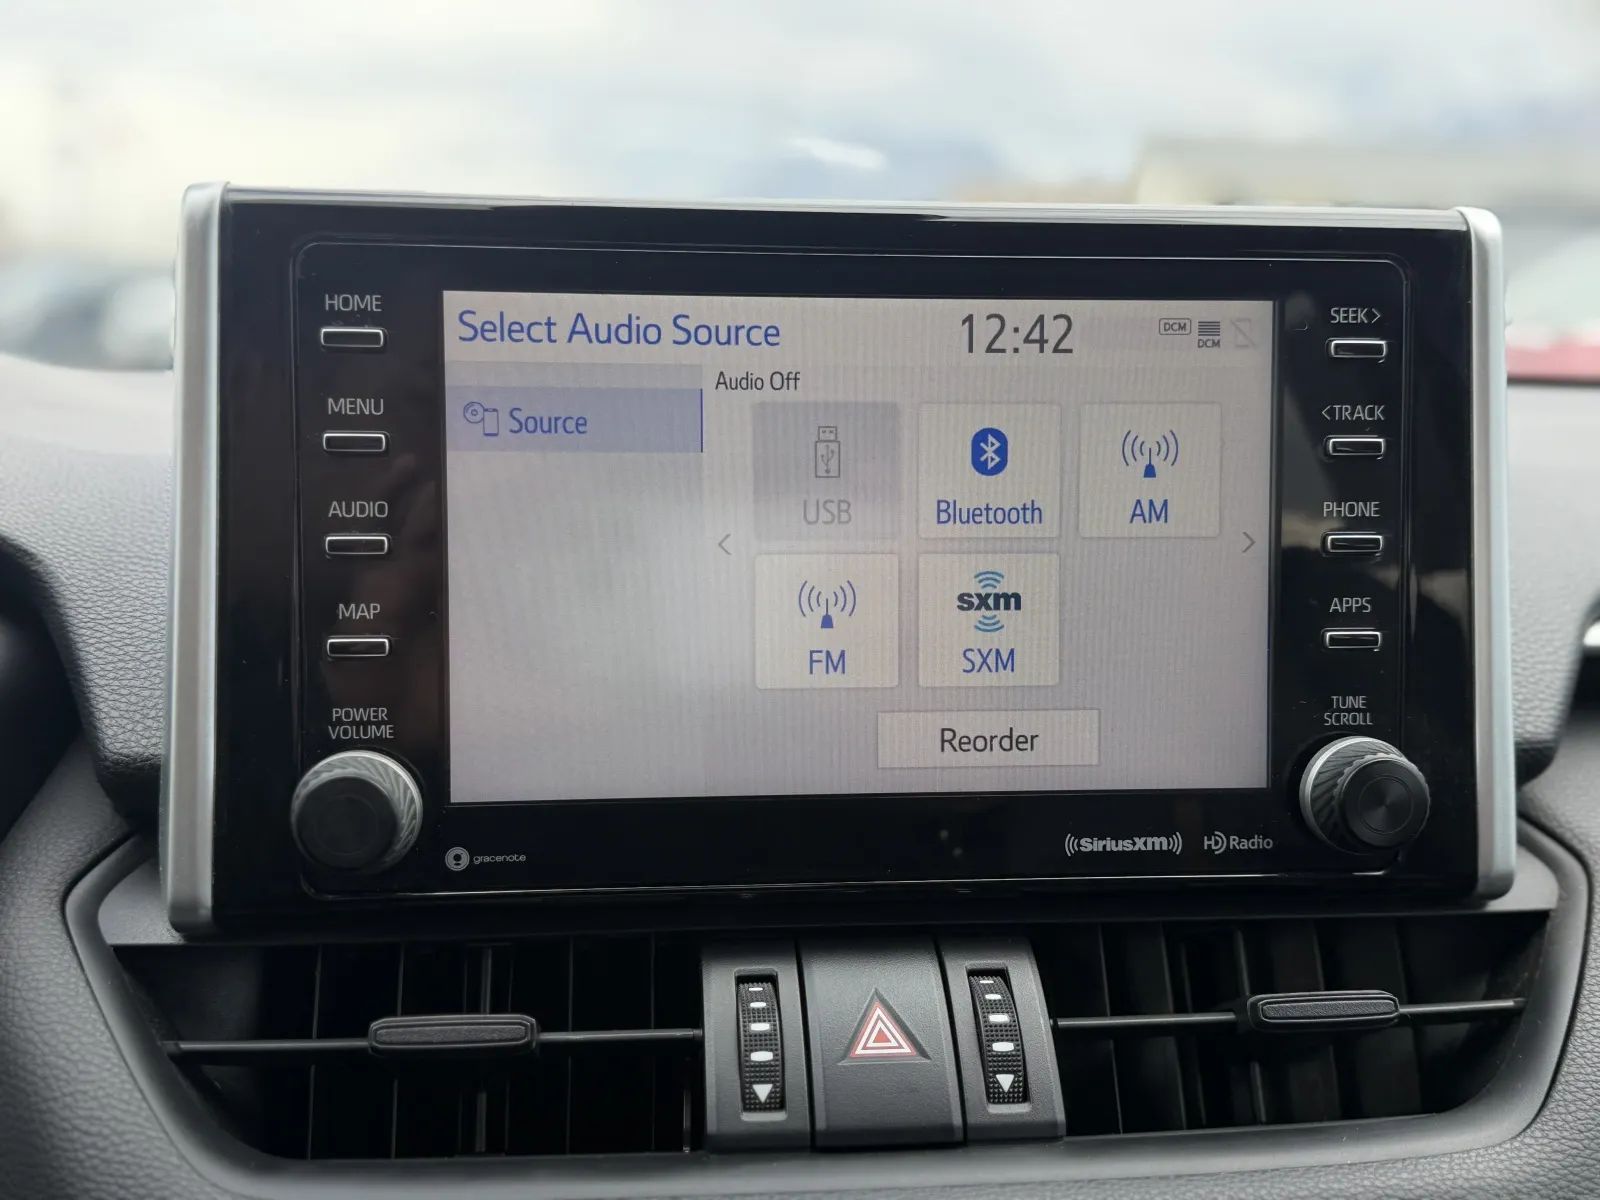 HOME
MENU
AUDIO
MAP
POWER
VOLUME
Select Audio Source
12:42
DCM
DCM
Source
Audio Off
USB
Bluetooth
AM
<
>
FM
sxm
SXM
Reorder
SEEK>
<TRACK
PHONE
APPS
TUNE
SCROLL
gracenote
((SiriusXM))
HD Radio